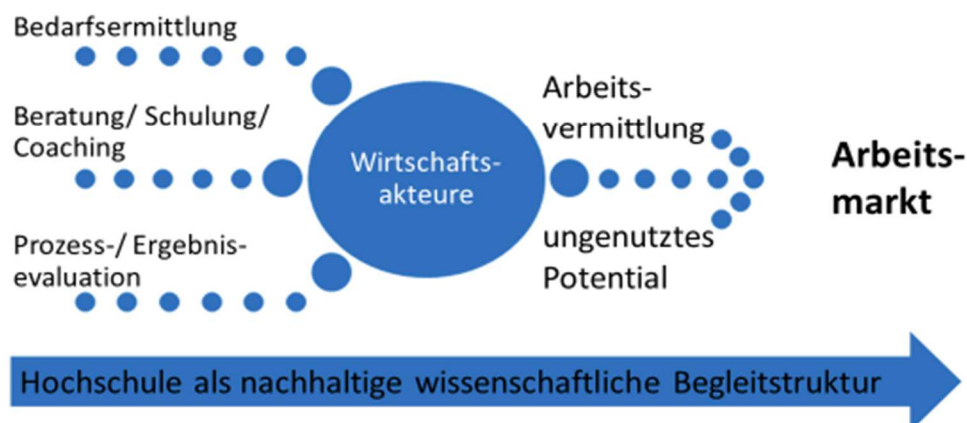 Bedarfsermittlung
Beratung/ Schulung/
Coaching
Prozess-/ Ergebnis-
evaluation
Wirtschafts-
akteure
Arbeits-
vermittlung
ungenutztes
Potential
Arbeits-
markt
Hochschule als nachhaltige wissenschaftliche Begleitstruktur